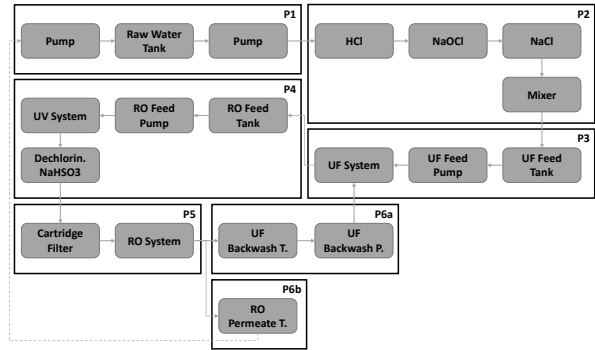 P1
Pump
Raw Water
Tank
Pump
P2
HCl
NaOCl
NaCl
Mixer
P3
UF System
UF Feed
Pump
UF Feed
Tank
P4
UV System
RO Feed
Pump
RO Feed
Tank
Dechlorin.
NaHSO3
P5
Cartridge
Filter
RO System
P6a
UF
Backwash T.
UF
Backwash P.
P6b
RO
Permeate T.